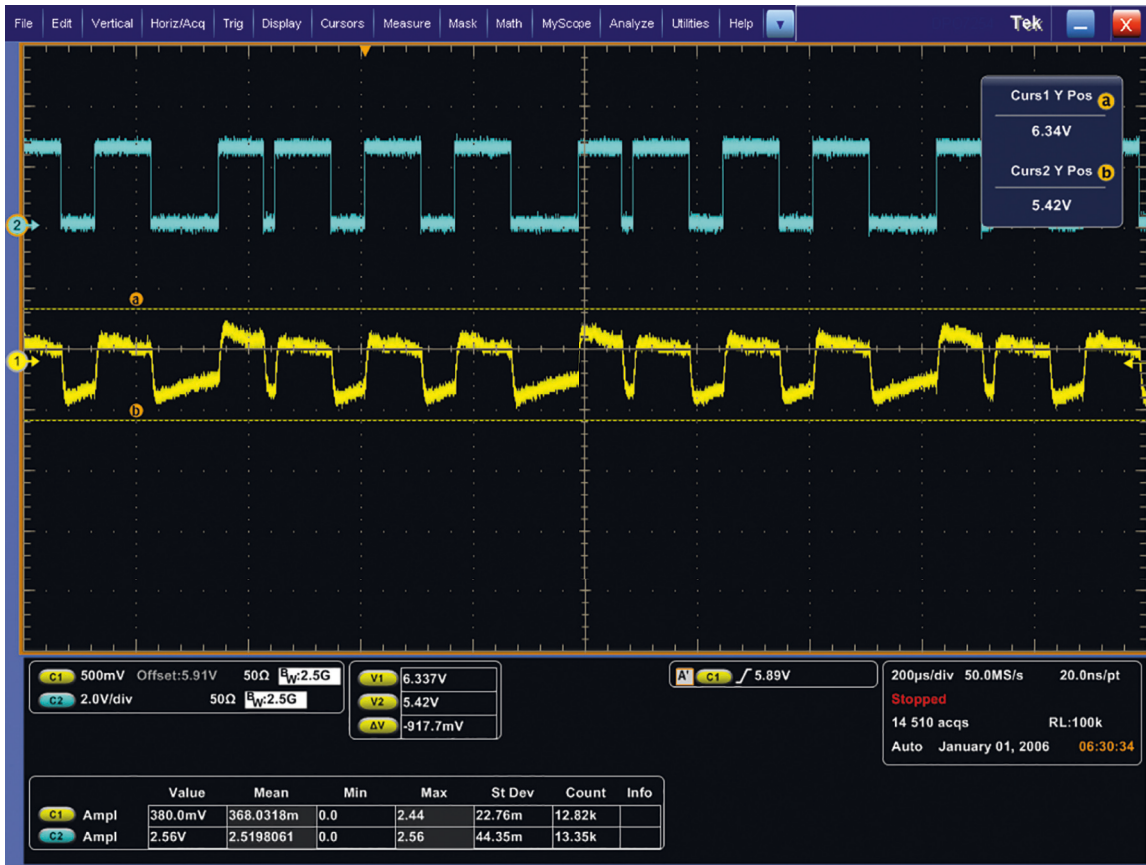 File Edit Vertical Horiz/Acq Trig Display Cursors Measure Mask Math MyScope Analyze Utilities Help ▼ Tek X
Curs1 Y Pos a
6.34V
Curs2 Y Pos b
5.42V
2
a
1
b
C1 500mV Offset:5.91V 50Ω BW:2.5G
C2 2.0V/div 50Ω BW:2.5G
V1 6.337V
V2 5.42V
ΔV -917.7mV
A' C1 5.89V
200µs/div 50.0MS/s 20.0ns/pt
Stopped
14 510 acqs RL:100k
Auto January 01, 2006 06:30:34
Value Mean Min Max St Dev Count Info
C1 Ampl 380.0mV 368.0318m 0.0 2.44 22.76m 12.82k
C2 Ampl 2.56V 2.5198061 0.0 2.56 44.35m 13.35k